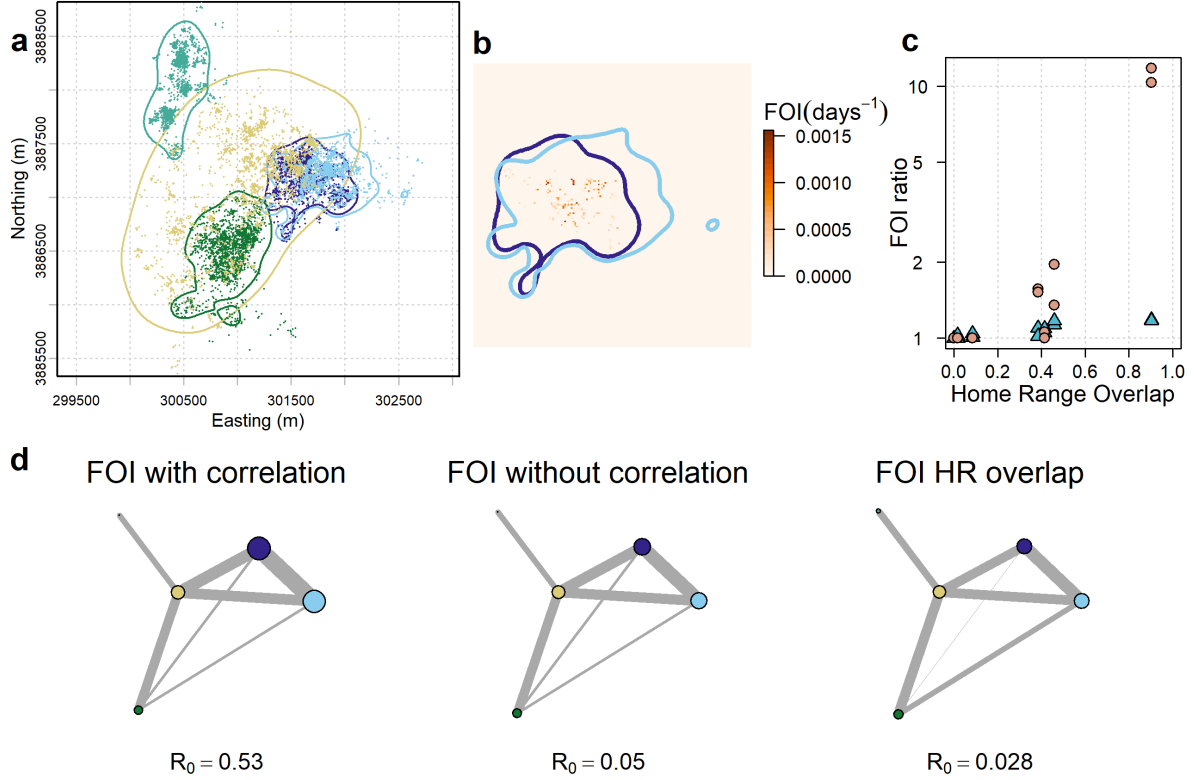 a
3888500
3887500
3886500
3885500
Northing (m)
299500 300500 301500 302500
Easting (m)
b
FOI(days⁻¹)
0.0015
0.0010
0.0005
0.0000
c
10
5
2
1
FOI ratio
0.0 0.2 0.4 0.6 0.8 1.0
Home Range Overlap
d
FOI with correlation
FOI without correlation
FOI HR overlap
R₀ = 0.53
R₀ = 0.05
R₀ = 0.028